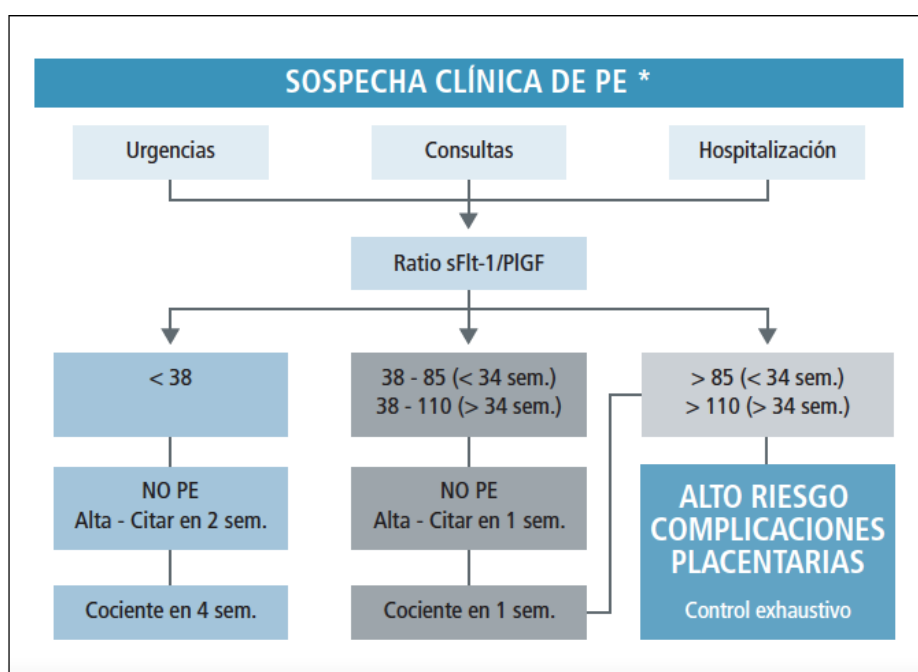 SOSPECHA CLÍNICA DE PE *
Urgencias
Consultas
Hospitalización
Ratio sFlt-1/PlGF
< 38
38 - 85 (< 34 sem.)
38 - 110 (> 34 sem.)
> 85 (< 34 sem.)
> 110 (> 34 sem.)
NO PE
Alta - Citar en 2 sem.
NO PE
Alta - Citar en 1 sem.
ALTO RIESGO
COMPLICACIONES
PLACENTARIAS
Control exhaustivo
Cociente en 4 sem.
Cociente en 1 sem.